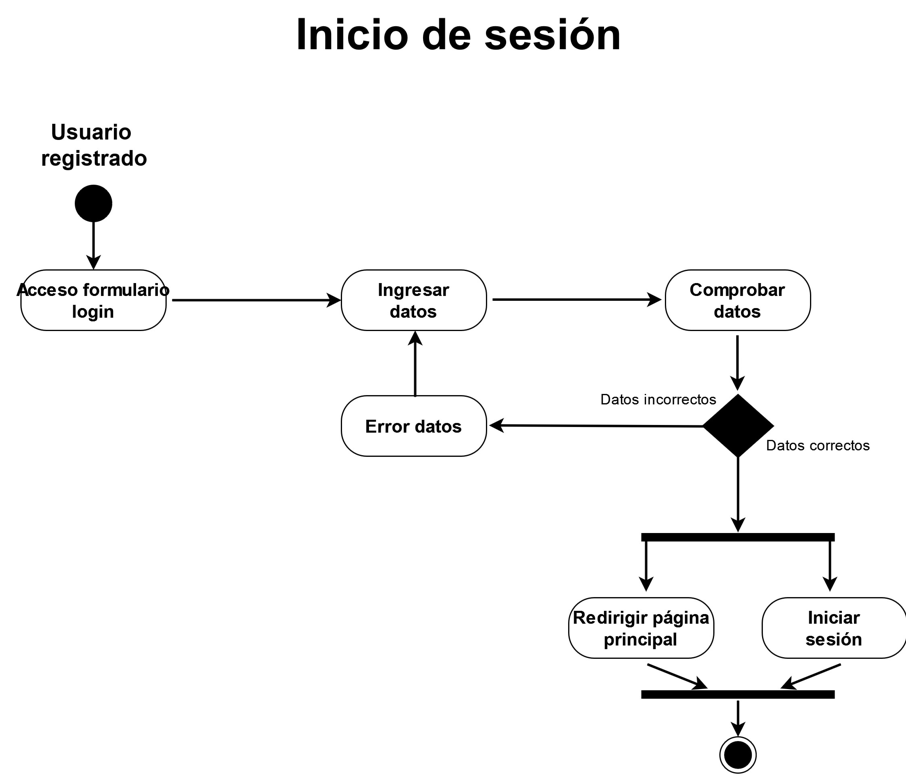 Inicio de sesión
Usuario
registrado
Acceso formulario
login
Ingresar
datos
Comprobar
datos
Datos incorrectos
Error datos
Datos correctos
Redirigir página
principal
Iniciar
sesión